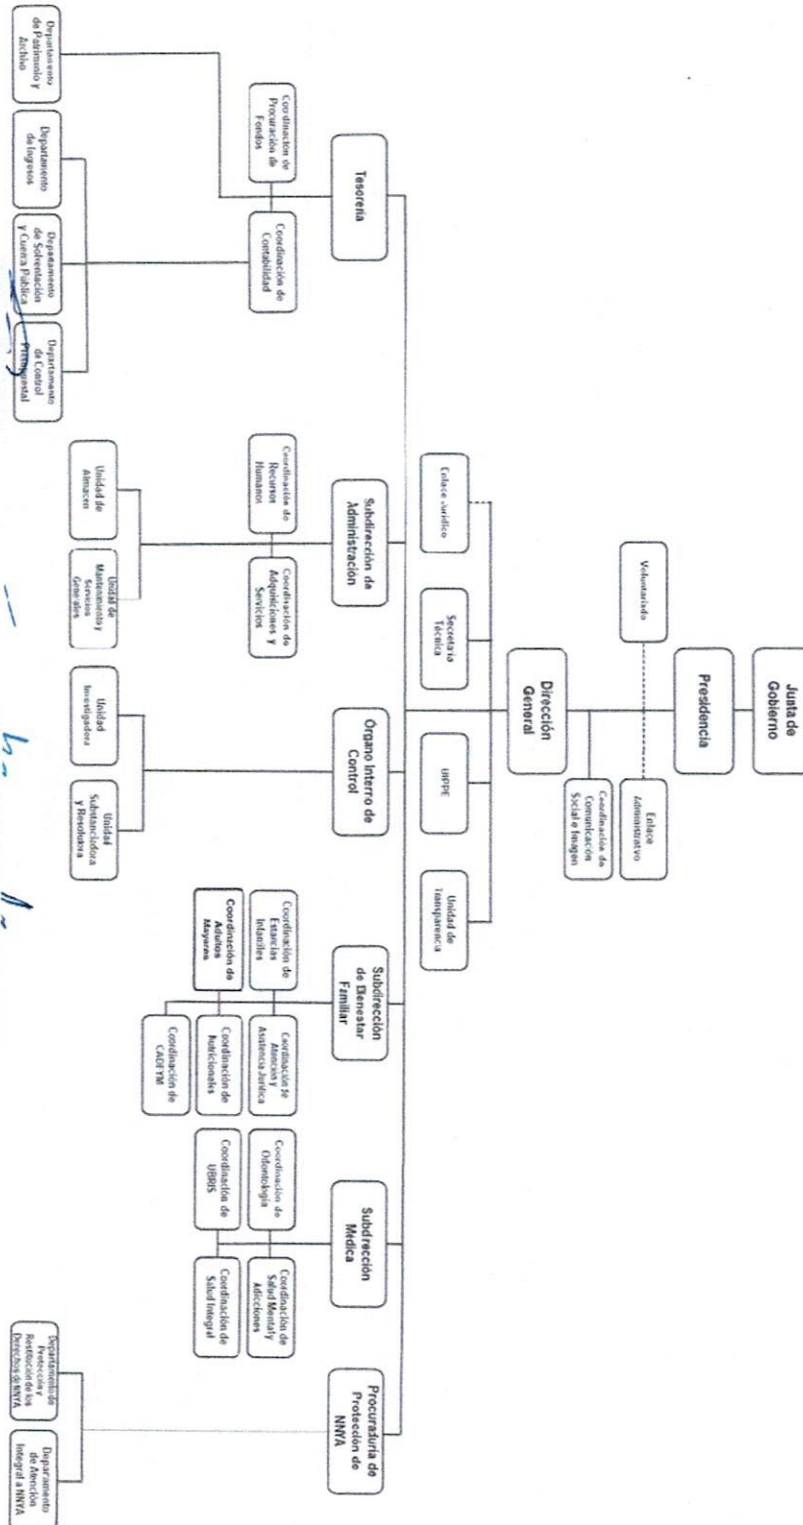 Junta de
Gobierno
Presidencia
Voluntariado
Enlace
Administrativo
Coordinación de
Comunicación
Social e Imagen
Dirección
General
Enlace Jurídico
Secretaría
Técnica
UIPPE
Unidad de
Transparencia
Tesorería
Subdirección de
Administración
Órgano Interno de
Control
Subdirección
de Bienestar
Familiar
Subdirección
Médica
Procuraduría de
Protección de
NNYA
Coordinación de
Procuración de
Fondos
Coordinación de
Contabilidad
Departamento
de Patrimonio y
Archivo
Departamento
de Ingresos
Departamento
de Solventación
y Cuenta Pública
Departamento
de Control
Presupuestal
Coordinación de
Recursos
Humanos
Coordinación de
Adquisiciones y
Servicios
Unidad de
Almacen
Unidad de
Mantenimiento y
Servicios
Generales
Unidad
Investigadora
Unidad
Substanciadora
y Resolutora
Coordinación de
Estancias
Infantiles
Coordinación de
Atención y
Asistencia Jurídica
Coordinación de
Adultos
Mayores
Coordinación de
Nutricionales
Coordinación de
Coordinación de
Odontología
Coordinación de
Salud Mental y
Adicciones
Coordinación de
UBRIS
Coordinación de
Salud Integral
Departamento de
Protección y
Restitución de los
Derechos de NNYA
Departamento
de Atención
Integral a NNYA